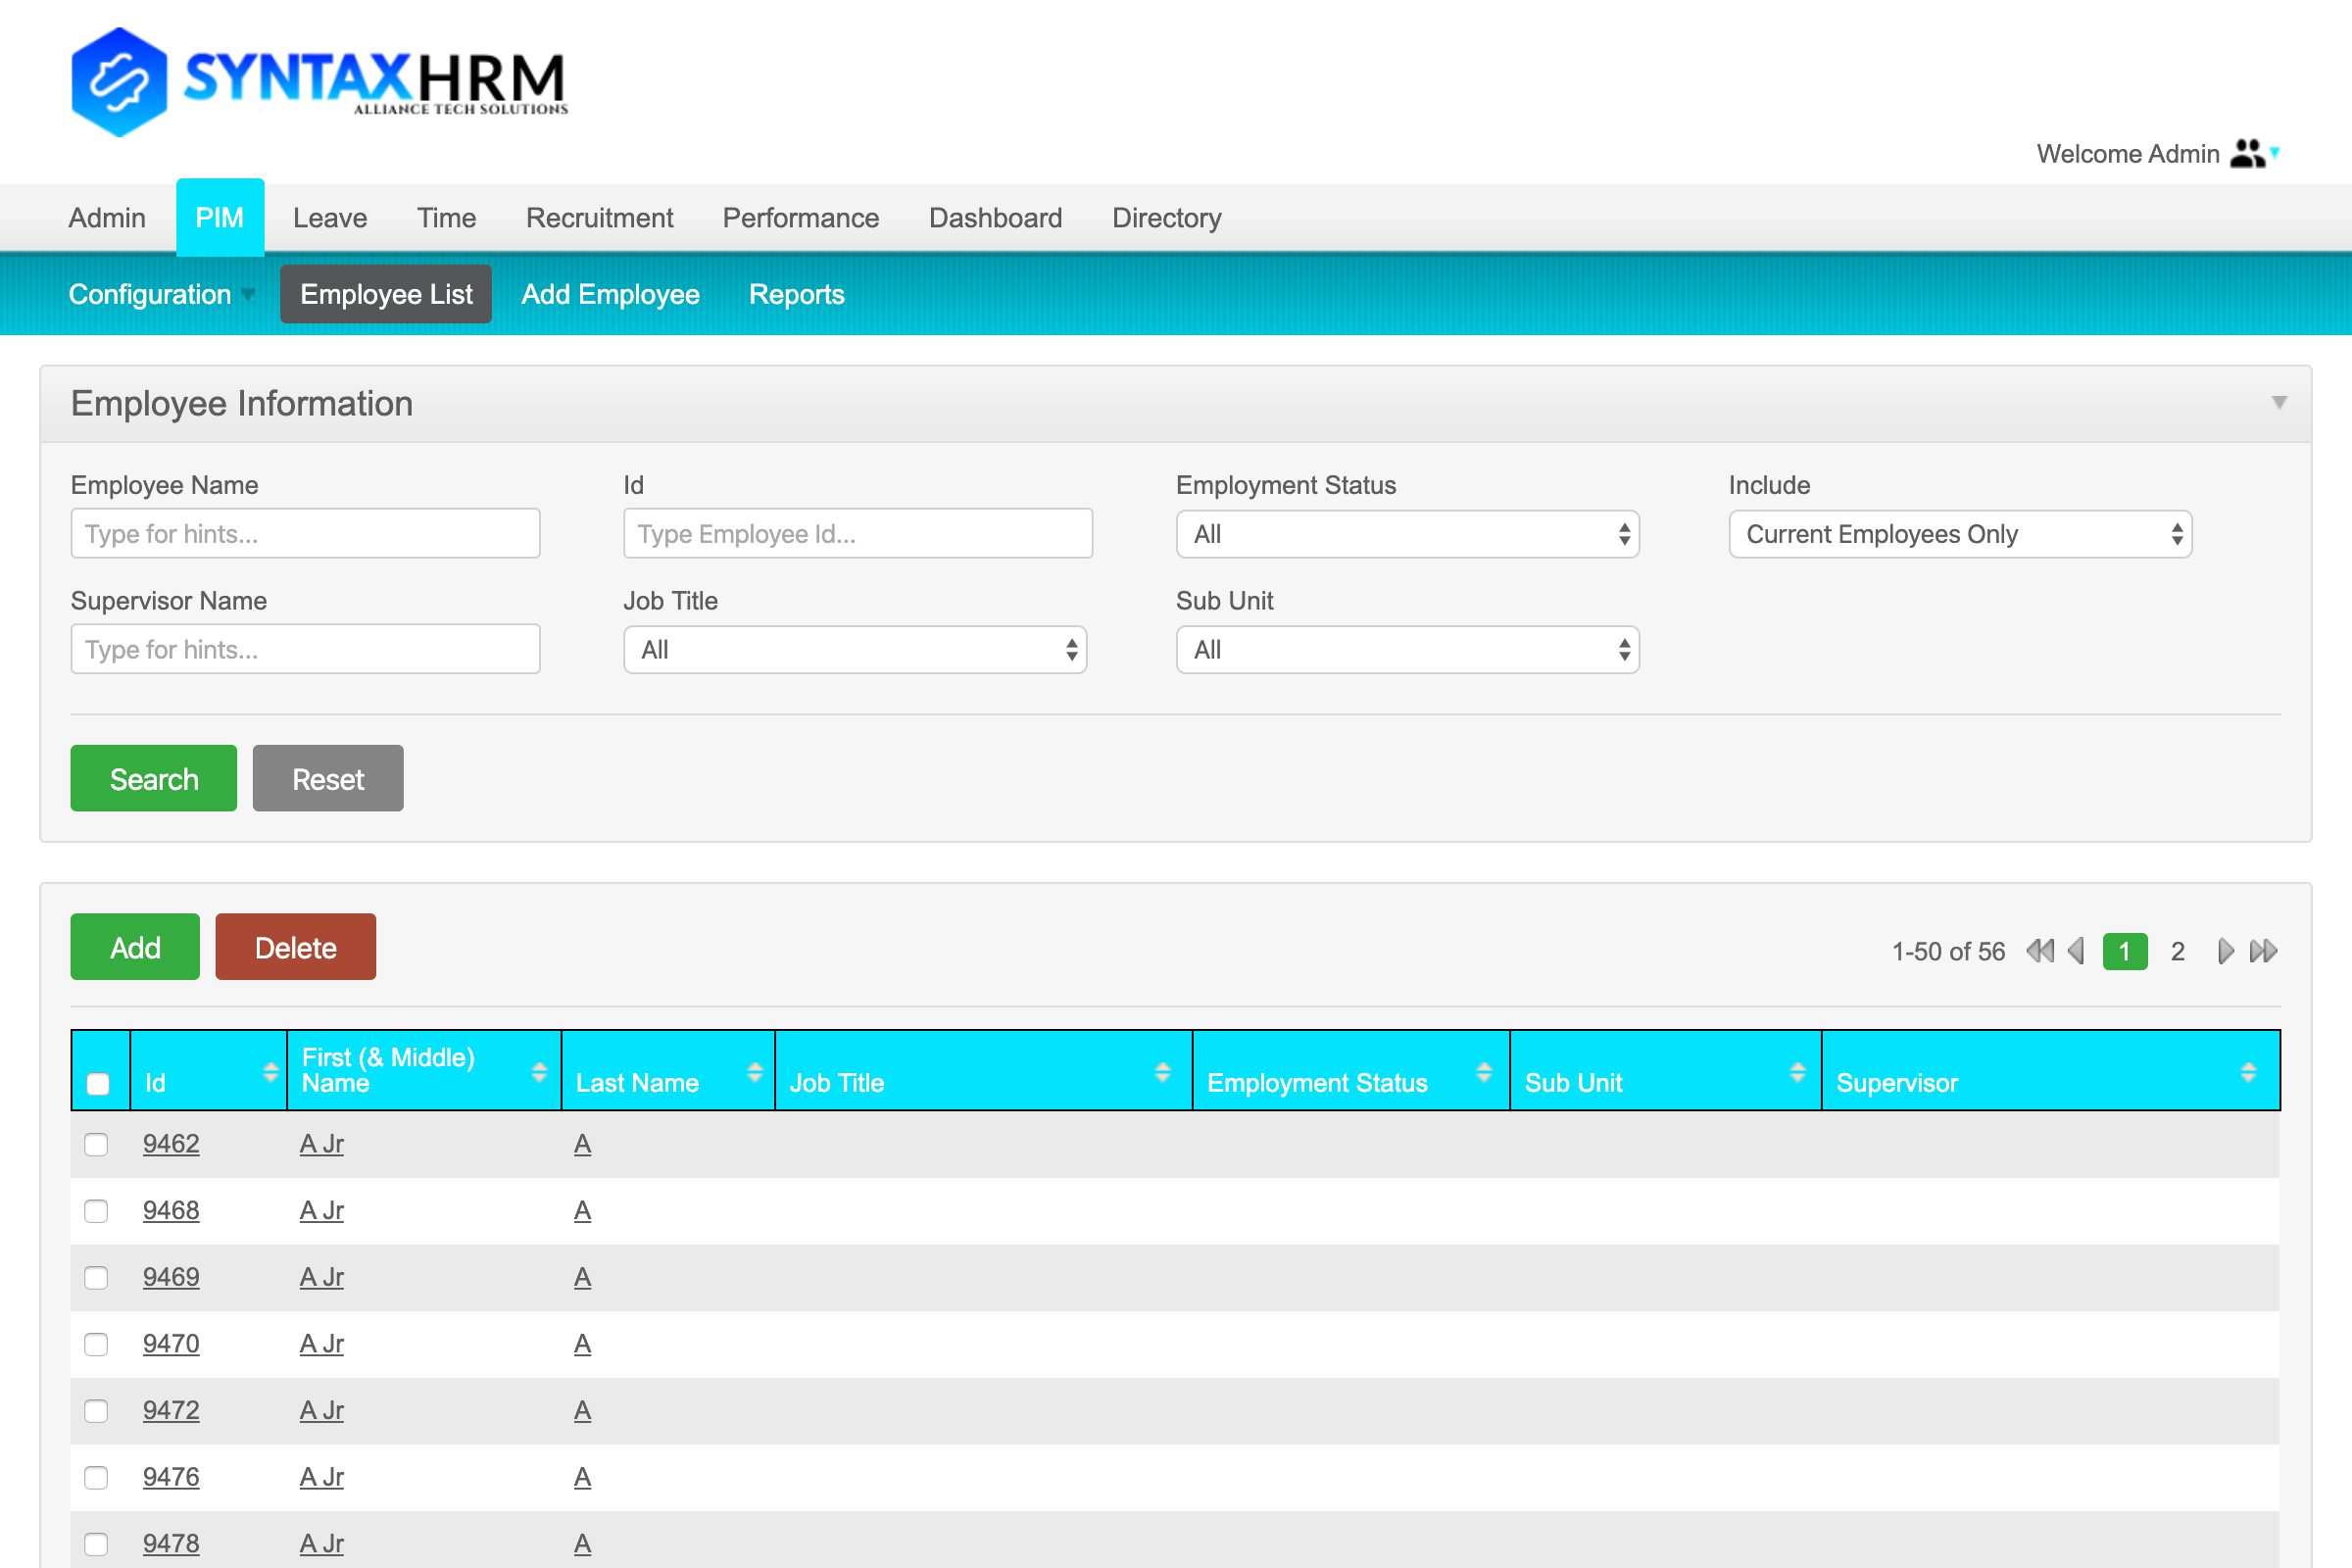 SYNTAXHRM
ALLIANCE TECH SOLUTIONS
Welcome Admin
Admin PIM Leave Time Recruitment Performance Dashboard Directory
Configuration Employee List Add Employee Reports
Employee Information
Employee Name Id Employment Status Include
Type for hints... Type Employee Id... All Current Employees Only
Supervisor Name Job Title Sub Unit
Type for hints... All All
Search Reset
Add Delete 1-50 of 56 1 2
Id First (& Middle) Name Last Name Job Title Employment Status Sub Unit Supervisor
9462 A Jr A
9468 A Jr A
9469 A Jr A
9470 A Jr A
9472 A Jr A
9476 A Jr A
9478 A Jr A